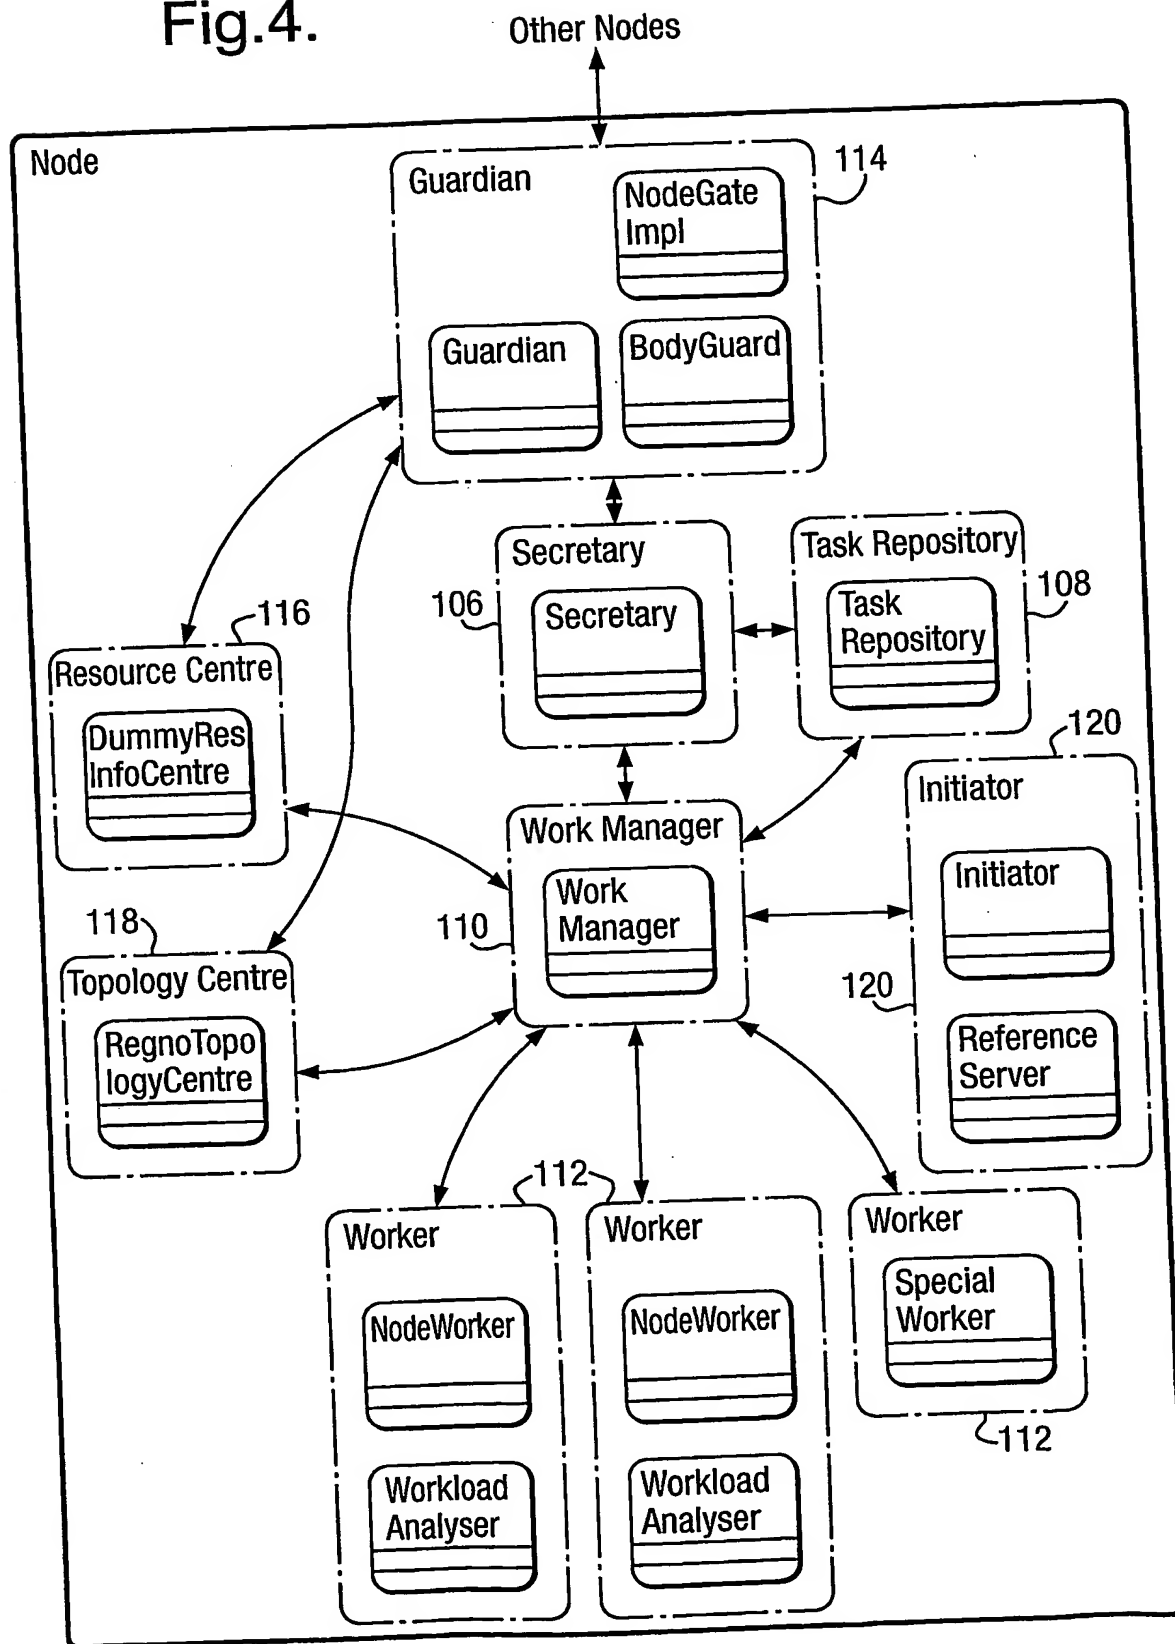 Fig.4.
Other Nodes
Node
Guardian
114
NodeGate
Impl
Guardian
BodyGuard
Secretary
Task Repository
106
Secretary
Task
Repository
108
116
Resource Centre
DummyRes
InfoCentre
120
Initiator
Work Manager
Work
Manager
110
Initiator
118
Topology Centre
RegnoTopo
logyCentre
120
Reference
Server
112
Worker
Worker
Worker
NodeWorker
NodeWorker
Special
Worker
112
Workload
Analyser
Workload
Analyser